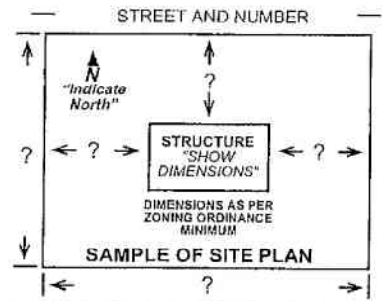 STREET AND NUMBER
N
"Indicate
North"
?
?
?
?
?
STRUCTURE
"SHOW
DIMENSIONS"
DIMENSIONS AS PER
ZONING ORDINANCE
MINIMUM
SAMPLE OF SITE PLAN
?